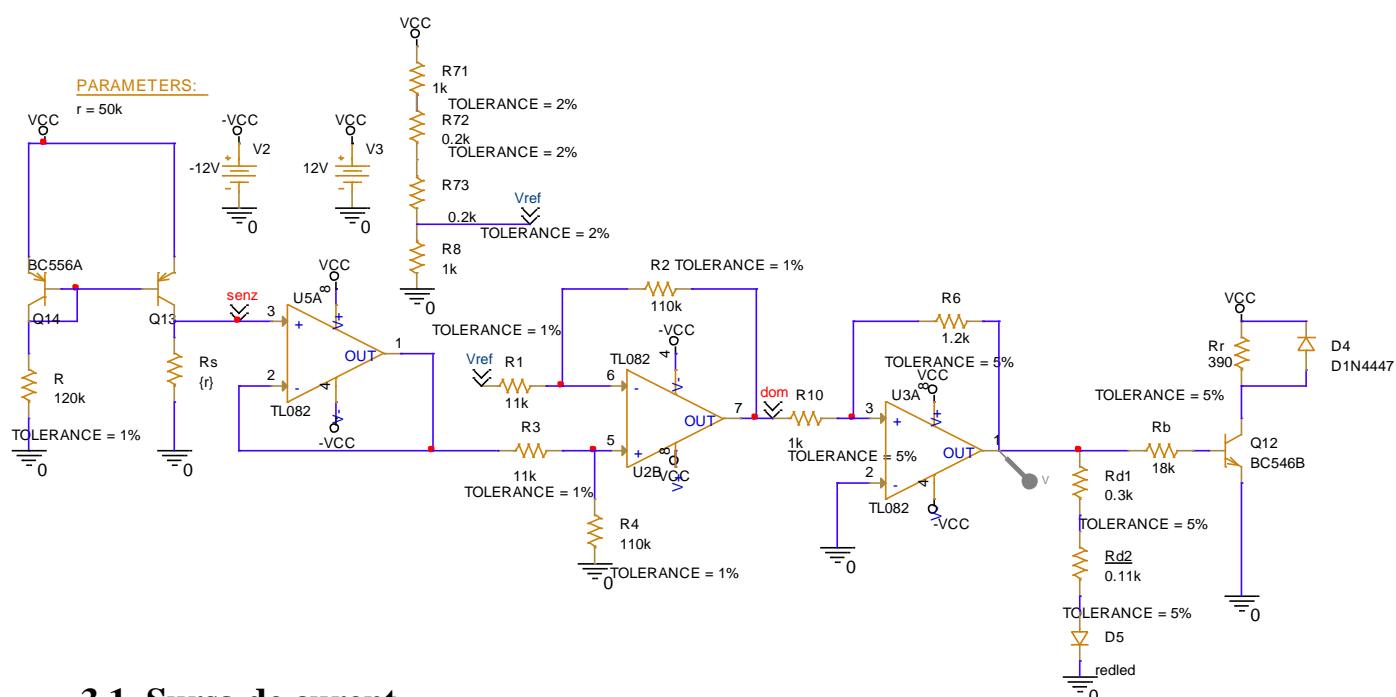 PARAMETERS:
r = 50k
VCC
-VCC
V2
-12V
0
VCC
V3
12V
0
VCC
R71
1k
TOLERANCE = 2%
R72
0.2k
TOLERANCE = 2%
R73
0.2k
Vref
TOLERANCE = 2%
R8
1k
0
BC556A
Q14
Q13
R
120k
TOLERANCE = 1%
0
Rs
{r}
0
senz
U5A
VCC
8
V+
3
+
OUT
1
2
-
4
V-
TL082
-VCC
Vref
R1
11k
TOLERANCE = 1%
R2 TOLERANCE = 1%
110k
R3
11k
TOLERANCE = 1%
R4
110k
TOLERANCE = 1%
0
-VCC
TL082
4
V-
6
-
OUT
7
5
+
8
V+
U2B
VCC
dom
R10
1k
TOLERANCE = 5%
R6
1.2k
TOLERANCE = 5%
VCC
U3A
8
V+
3
+
OUT
1
2
-
4
V-
TL082
-VCC
0
V
Rd1
0.3k
TOLERANCE = 5%
Rd2
0.11k
TOLERANCE = 5%
D5
redled
0
Rb
18k
TOLERANCE = 5%
VCC
Rr
390
D4
D1N4447
Q12
BC546B
0